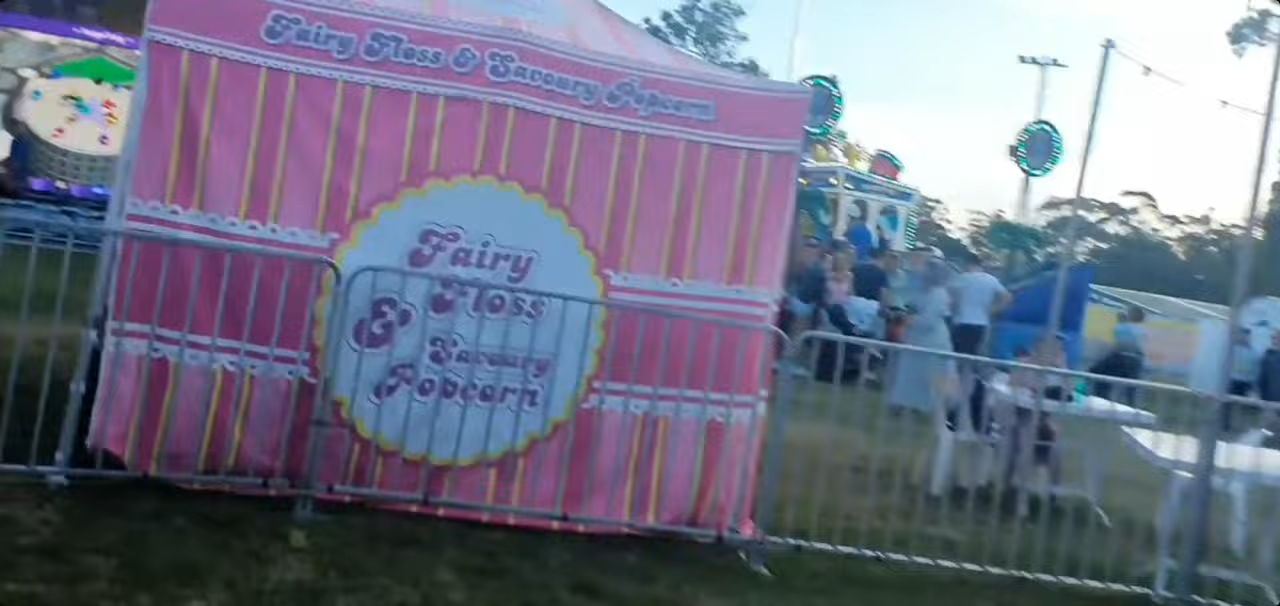 Fairy Floss & Savoury Popcorn
Fairy
Floss
&
Savoury
Popcorn